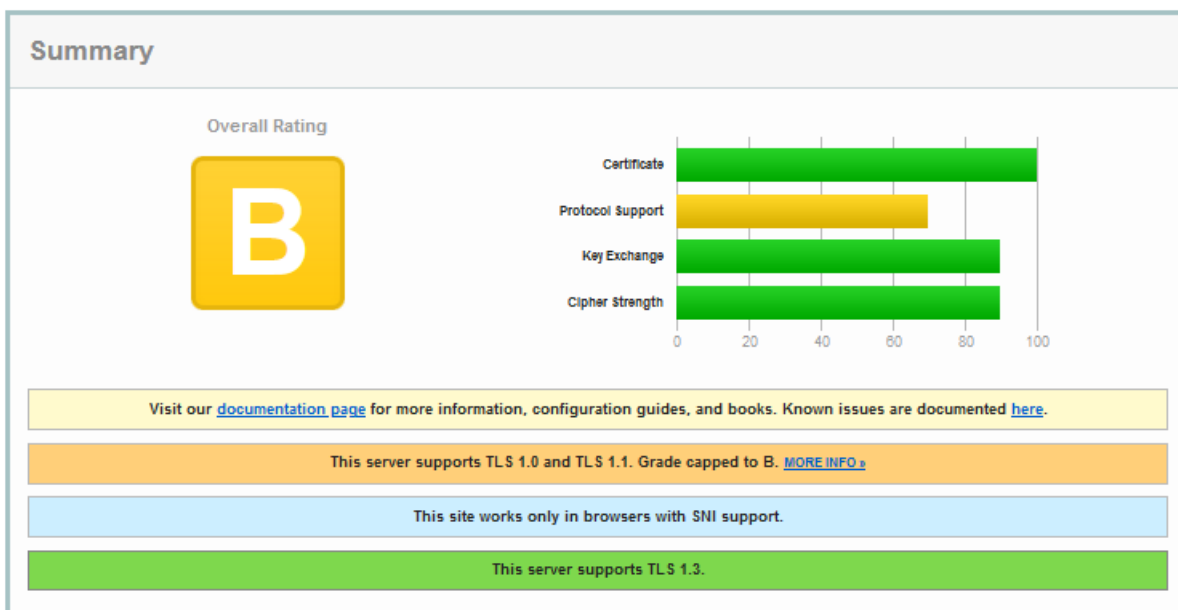 Summary
Overall Rating
B
Certificate
Protocol Support
Key Exchange
Cipher Strength
0 20 40 60 80 100
Visit our documentation page for more information, configuration guides, and books. Known issues are documented here.
This server supports TLS 1.0 and TLS 1.1. Grade capped to B. MORE INFO »
This site works only in browsers with SNI support.
This server supports TLS 1.3.